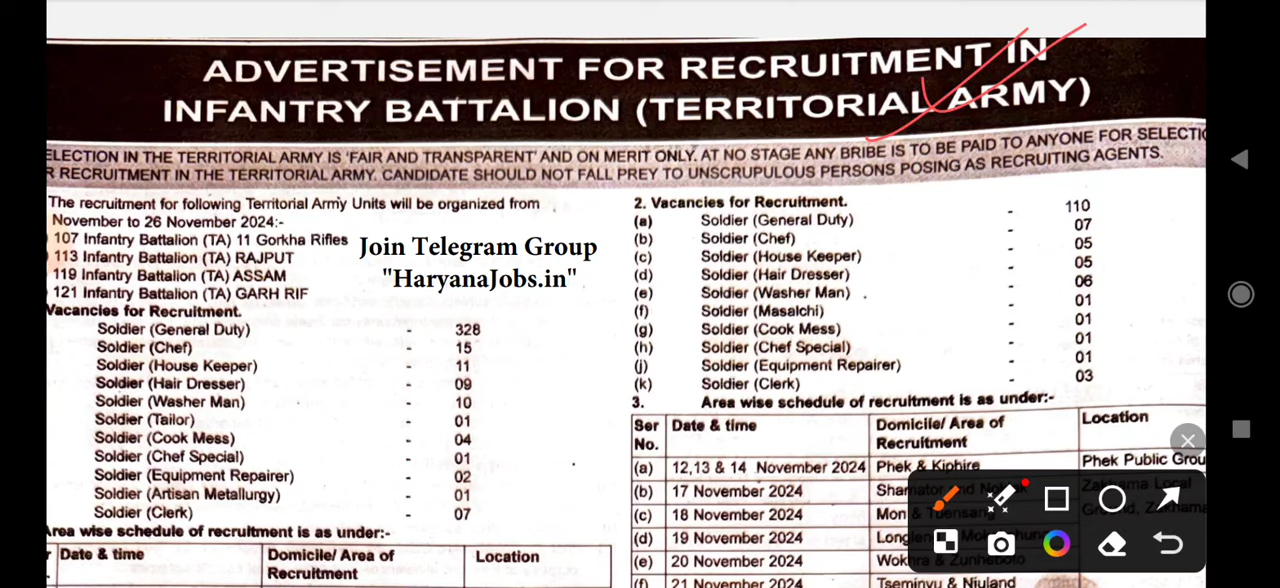 ADVERTISEMENT FOR RECRUITMENT IN
INFANTRY BATTALION (TERRITORIAL ARMY)
ELECTION IN THE TERRITORIAL ARMY IS 'FAIR AND TRANSPARENT' AND ON MERIT ONLY. AT NO STAGE ANY BRIBE IS TO BE PAID TO ANYONE FOR SELECTIO
R RECRUITMENT IN THE TERRITORIAL ARMY. CANDIDATE SHOULD NOT FALL PREY TO UNSCRUPULOUS PERSONS POSING AS RECRUITING AGENTS.
The recruitment for following Territorial Army Units will be organized from
November to 26 November 2024:-
107 Infantry Battalion (TA) 11 Gorkha Rifles
113 Infantry Battalion (TA) RAJPUT
119 Infantry Battalion (TA) ASSAM
121 Infantry Battalion (TA) GARH RIF
Join Telegram Group
"HaryanaJobs.in"
Vacancies for Recruitment.
Soldier (General Duty) - 328
Soldier (Chef) - 15
Soldier (House Keeper) - 11
Soldier (Hair Dresser) - 09
Soldier (Washer Man) - 10
Soldier (Tailor) - 01
Soldier (Cook Mess) - 04
Soldier (Chef Special) - 01
Soldier (Equipment Repairer) - 02
Soldier (Artisan Metallurgy) - 01
Soldier (Clerk) - 07
Area wise schedule of recruitment is as under:-
r Date & time Domicile/ Area of Recruitment Location
2. Vacancies for Recruitment.
(a) Soldier (General Duty) - 110
(b) Soldier (Chef) - 07
(c) Soldier (House Keeper) - 05
(d) Soldier (Hair Dresser) - 05
(e) Soldier (Washer Man) - 06
(f) Soldier (Masalchi) - 01
(g) Soldier (Cook Mess) - 01
(h) Soldier (Chef Special) - 01
(j) Soldier (Equipment Repairer) - 01
(k) Soldier (Clerk) - 03
3. Area wise schedule of recruitment is as under:-
Ser No. Date & time Domicile/ Area of Recruitment Location
(a) 12,13 & 14 November 2024 Phek & Kiphire Phek Public Grou
(b) 17 November 2024 Shamator and Zakhama Local
(c) 18 November 2024 Mon & Tuensang Ground, Zakhama
(d) 19 November 2024
(e) 20 November 2024 Wokha & Zunheboto
(f) 21 November 2024 Tseminyu & Niuland